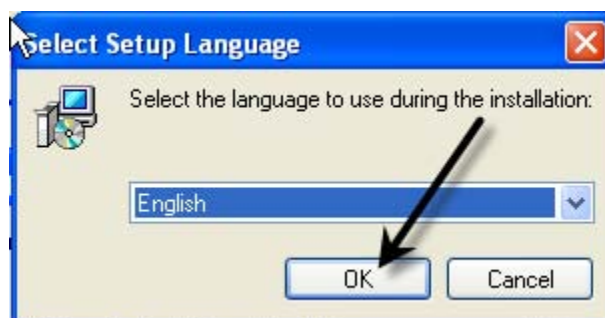 Select Setup Language
Select the language to use during the installation:
English
OK
Cancel